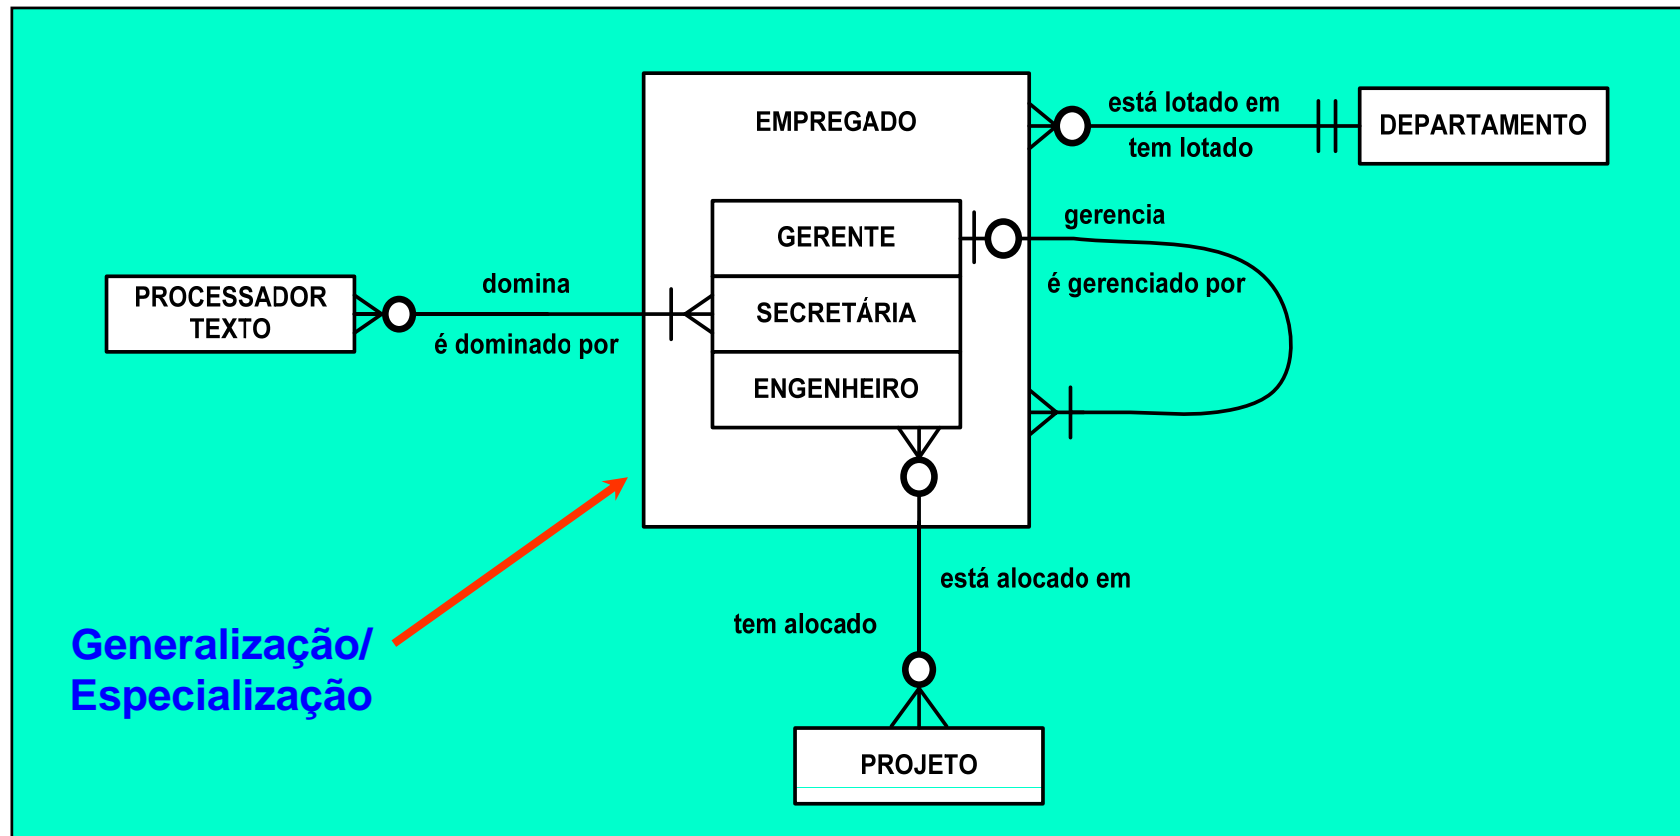 EMPREGADO
está lotado em
tem lotado
DEPARTAMENTO
GERENTE
gerencia
é gerenciado por
PROCESSADOR
TEXTO
domina
é dominado por
SECRETÁRIA
ENGENHEIRO
está alocado em
tem alocado
Generalização/
Especialização
PROJETO